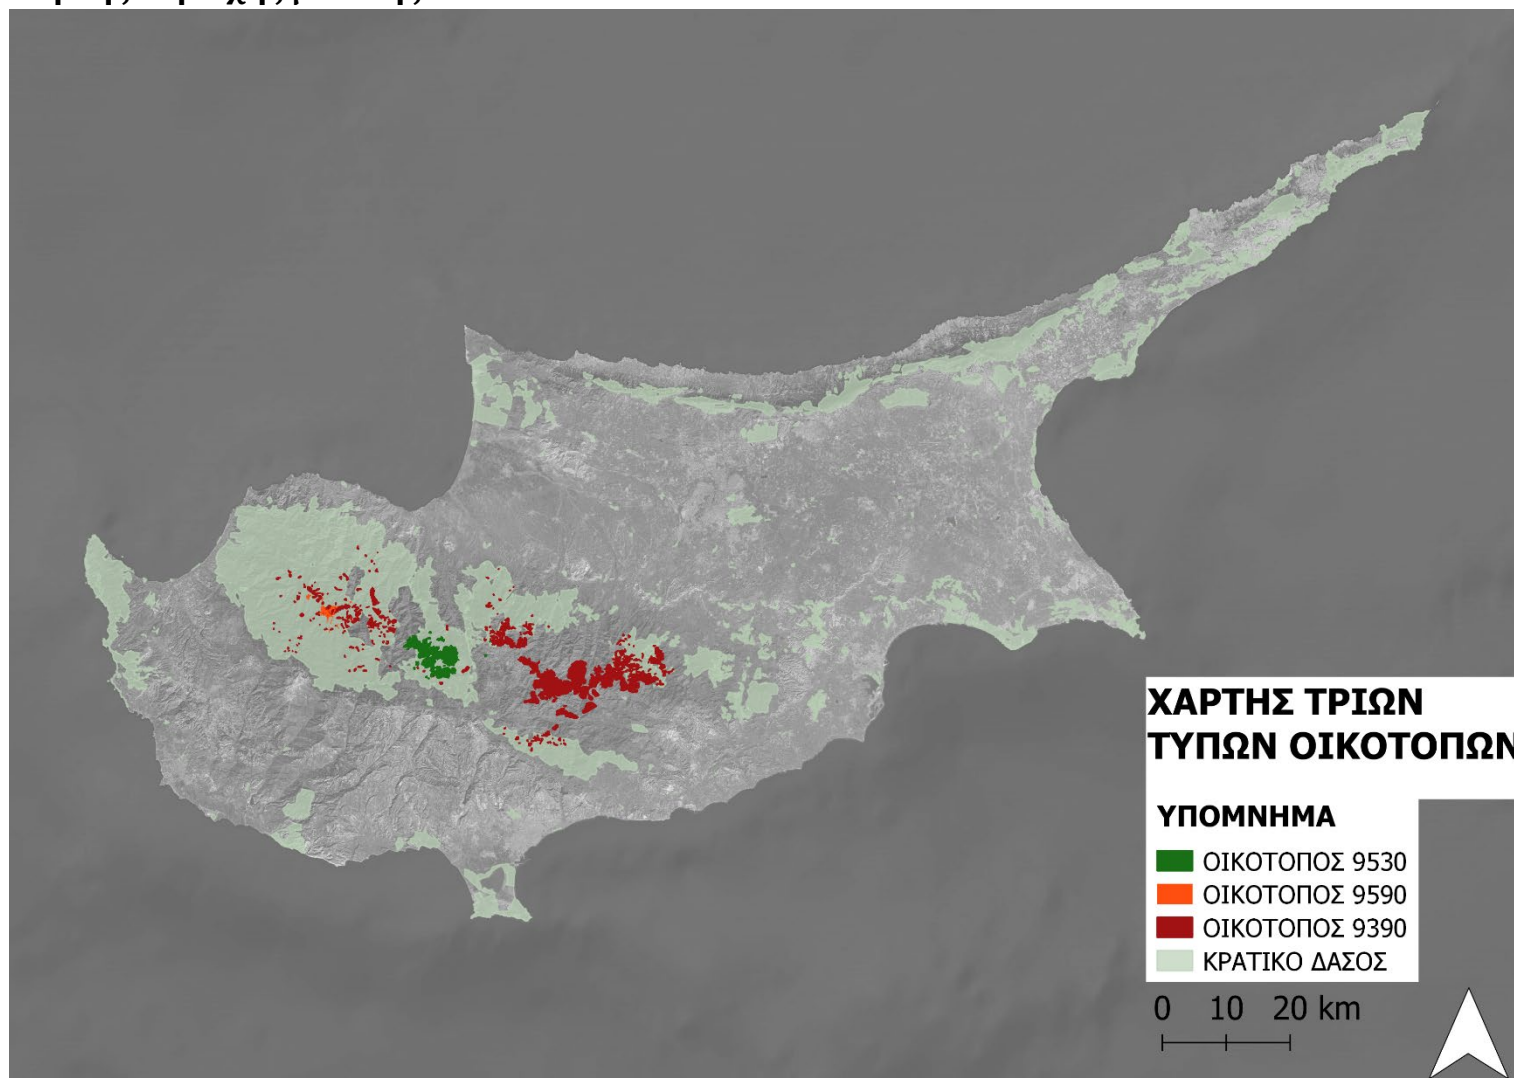 ΧΑΡΤΗΣ ΤΡΙΩΝ
ΤΥΠΩΝ ΟΙΚΟΤΟΠΩΝ
ΥΠΟΜΝΗΜΑ
ΟΙΚΟΤΟΠΟΣ 9530
ΟΙΚΟΤΟΠΟΣ 9590
ΟΙΚΟΤΟΠΟΣ 9390
ΚΡΑΤΙΚΟ ΔΑΣΟΣ
0 10 20 km